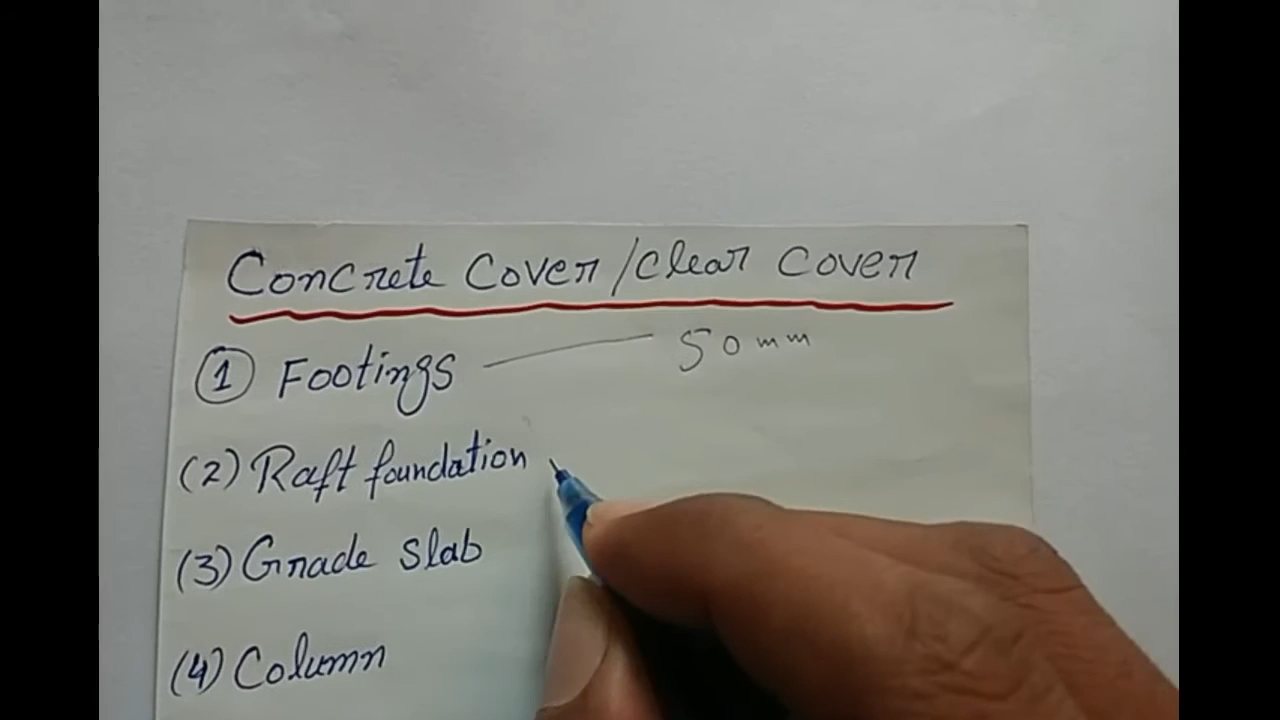 Concrete Cover/Clear Cover
① Footings — 50mm
(2) Raft foundation
(3) Grade slab
(4) Column